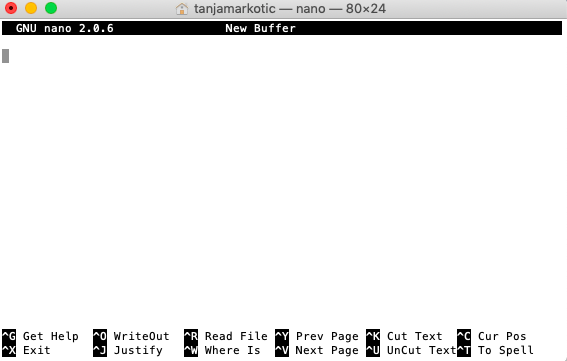 tanjamarkotic — nano — 80×24
GNU nano 2.0.6 New Buffer
^G Get Help ^O WriteOut ^R Read File ^Y Prev Page ^K Cut Text ^C Cur Pos
^X Exit ^J Justify ^W Where Is ^V Next Page ^U UnCut Text^T To Spell